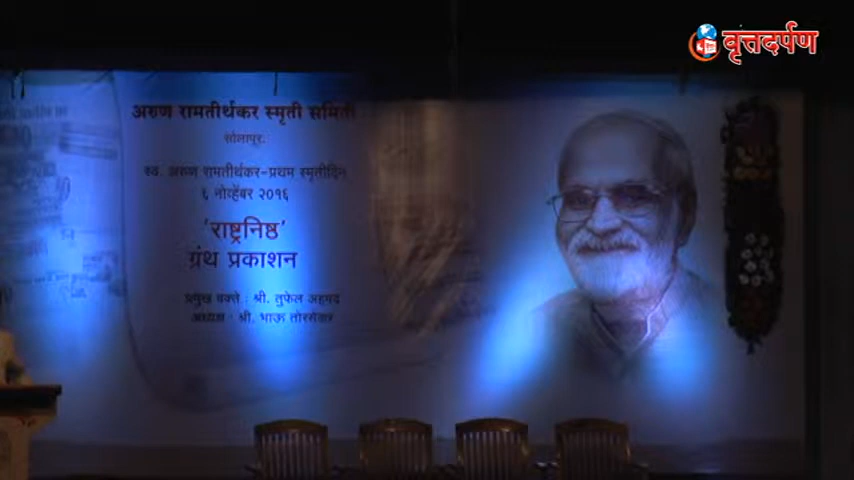 वृत्तदर्पण
अरुण रामतीर्थकर स्मृती समिती
सोलापूर.
स्व. अरुण रामतीर्थकर-प्रथम स्मृतीदिन
६ नोव्हेंबर २०१६
'राष्ट्रनिष्ठ'
ग्रंथ प्रकाशन
प्रमुख वक्ते : श्री. तुफेल अहमद
अध्यक्ष : श्री. भाऊ तोरसेकर